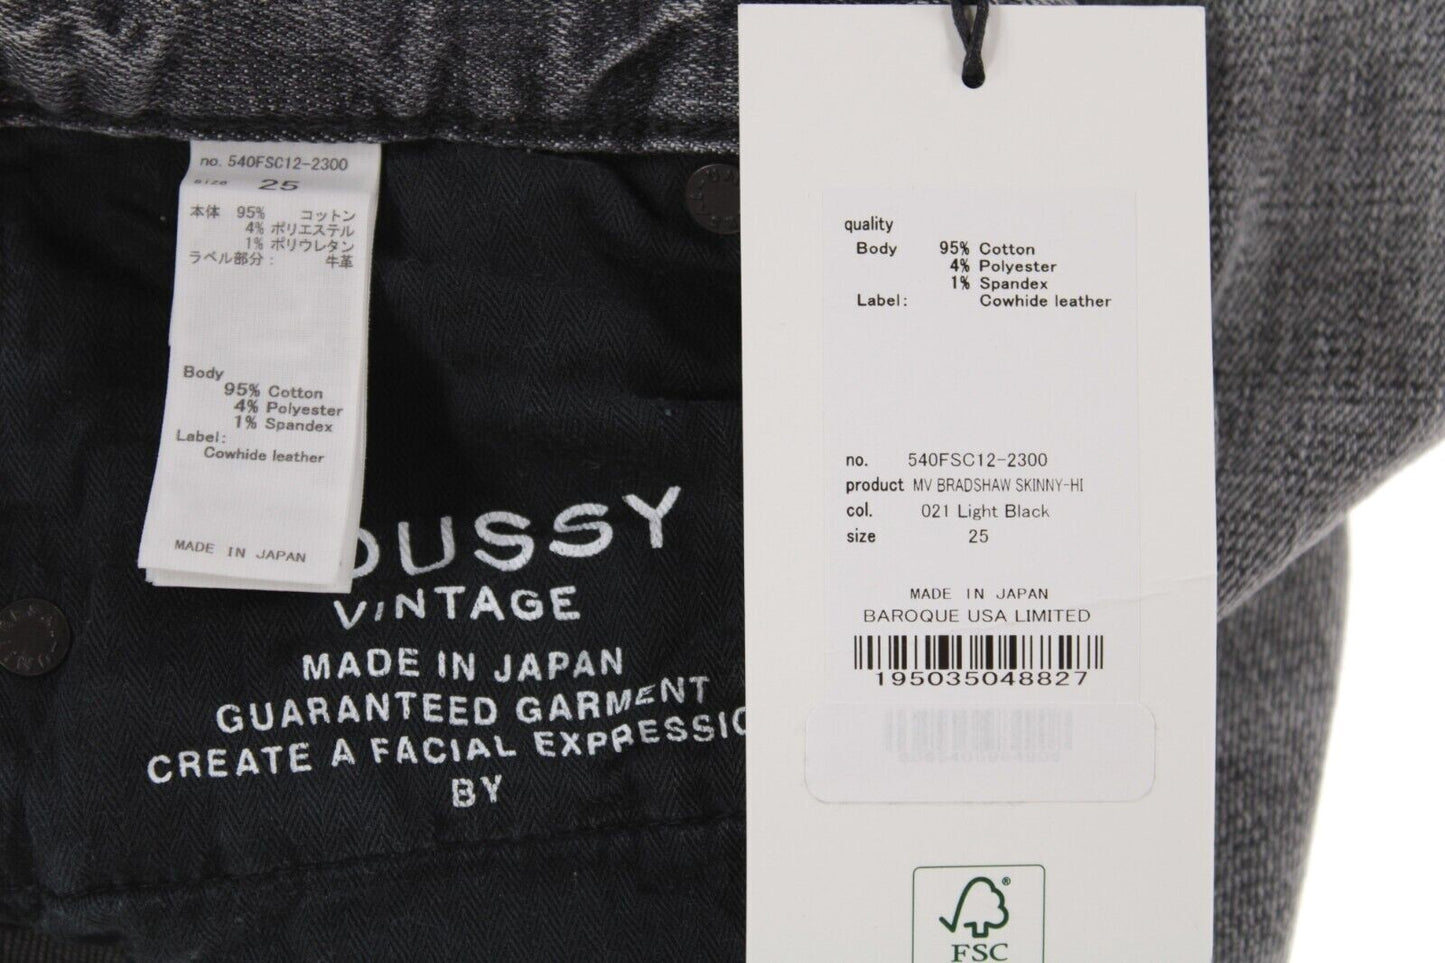 no. 540FSC12-2300
size 25
本体 95% コットン
4% ポリエステル
1% ポリウレタン
ラベル部分: 牛革
Body
95% Cotton
4% Polyester
1% Spandex
Label:
Cowhide leather
MADE IN JAPAN
OUSSY
VINTAGE
MADE IN JAPAN
GUARANTEED GARMENT
CREATE A FACIAL EXPRESSIO
BY
quality
Body 95% Cotton
4% Polyester
1% Spandex
Label: Cowhide leather
no. 540FSC12-2300
product MV BRADSHAW SKINNY-HI
col. 021 Light Black
size 25
MADE IN JAPAN
BAROQUE USA LIMITED
195035048827
®
FSC